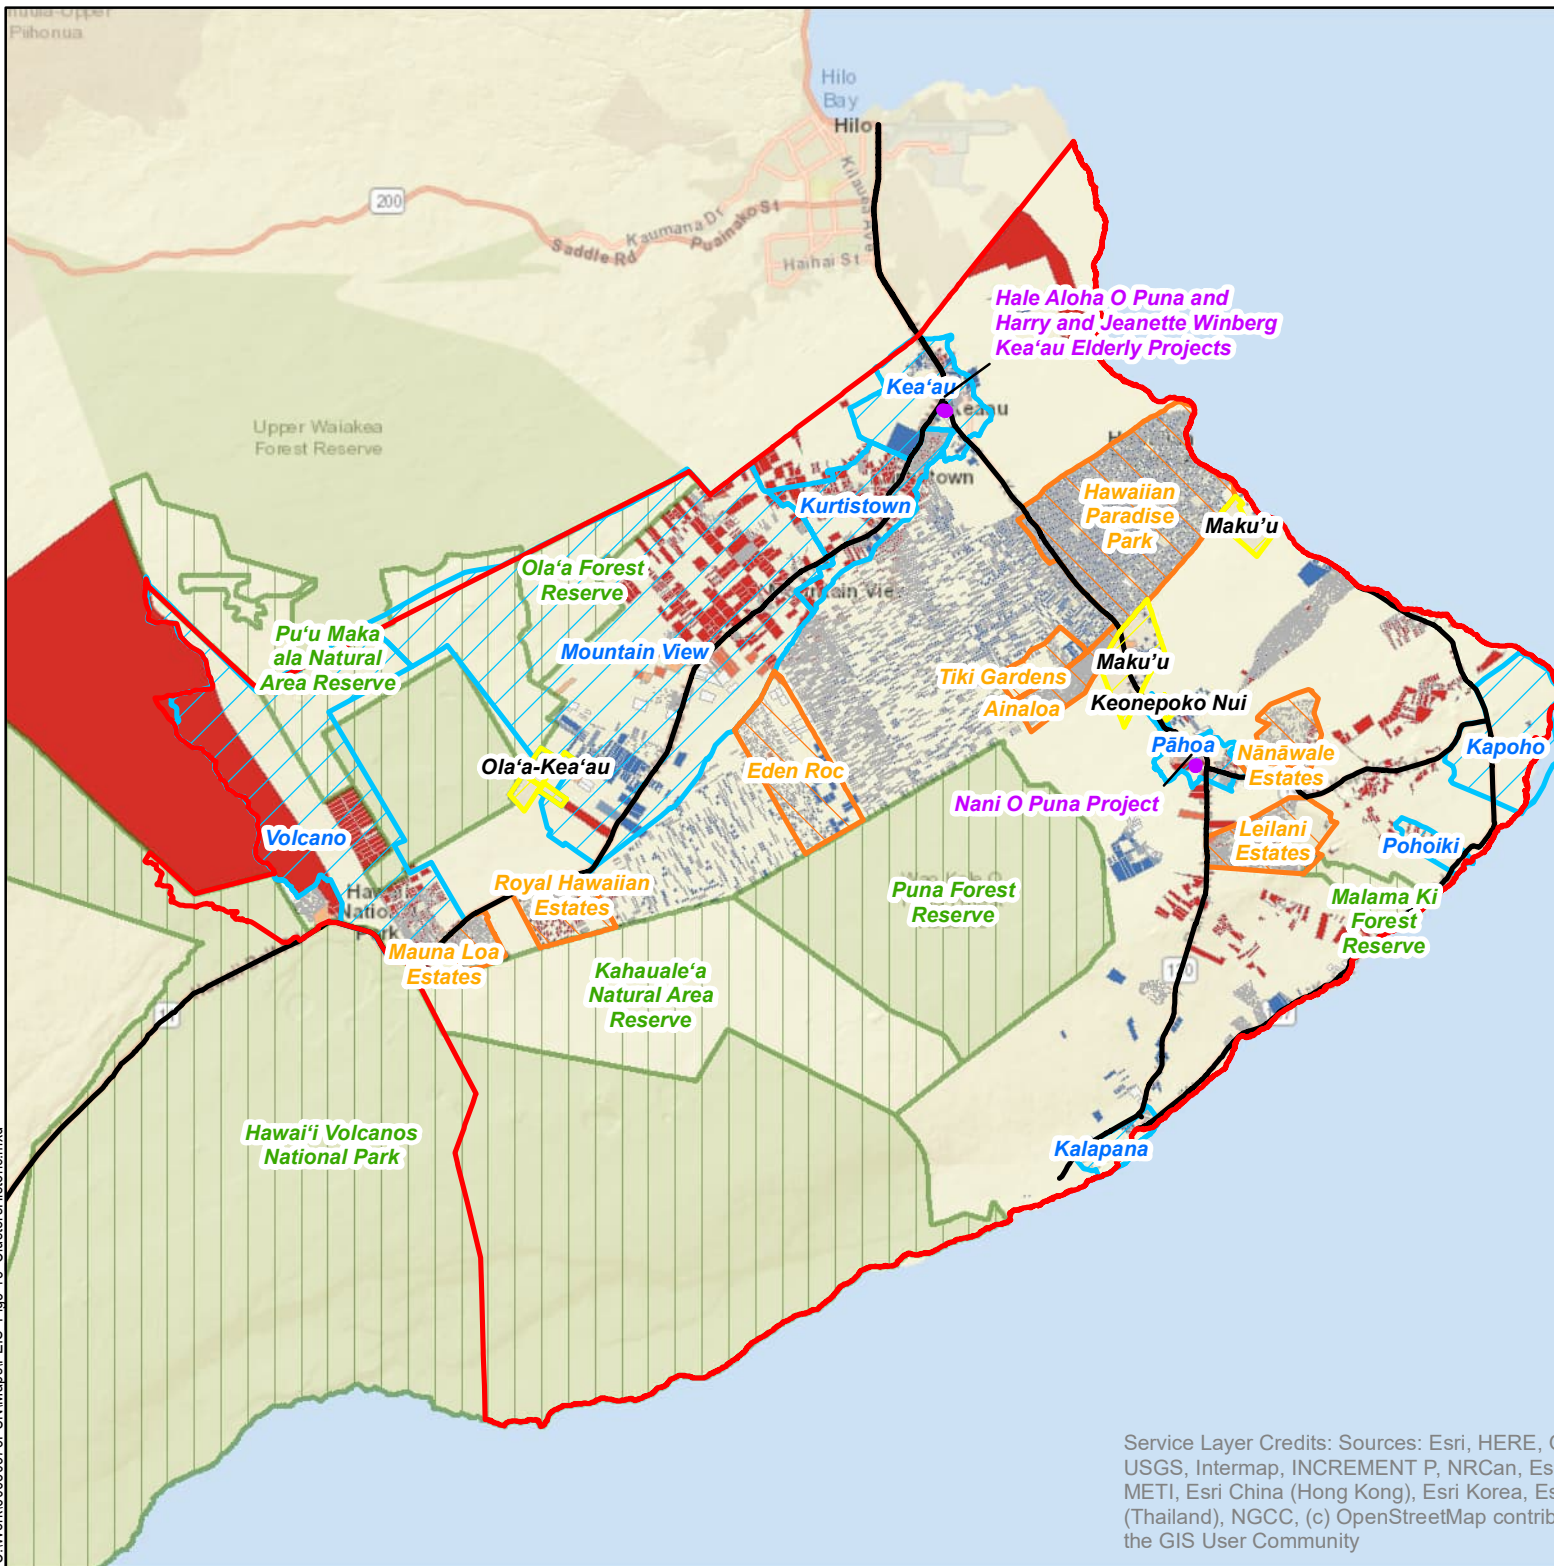 Piihonua
Hilo
Bay
Hilo
200
Kaumana Dr
Puainako St
Saddle Rd
Kilauea Ave
Haihai St
Hale Aloha O Puna and
Harry and Jeanette Winberg
Kea‘au Elderly Projects
Kea‘au
Keaau
Upper Waiakea
Forest Reserve
Kurtistown
Hawaiian
Paradise
Park
Maku’u
Ola‘a Forest
Reserve
Pu‘u Maka
ala Natural
Area Reserve
Mountain View
Tiki Gardens
Ainaloa
Maku’u
Keonepoko Nui
Ola‘a-Kea‘au
Eden Roc
Pāhoa
Nānāwale
Estates
Kapoho
Nani O Puna Project
Volcano
Leilani
Estates
Pohoiki
Royal Hawaiian
Estates
Puna Forest
Reserve
Malama Ki
Forest
Reserve
Park
Mauna Loa
Estates
Kahauale‘a
Natural Area
Reserve
Hawai‘i Volcanos
National Park
Kalapana
Service Layer Credits: Sources: Esri, HERE,
USGS, Intermap, INCREMENT P, NRCan,
METI, Esri China (Hong Kong), Esri Korea,
(Thailand), NGCC, (c) OpenStreetMap
the GIS User Community